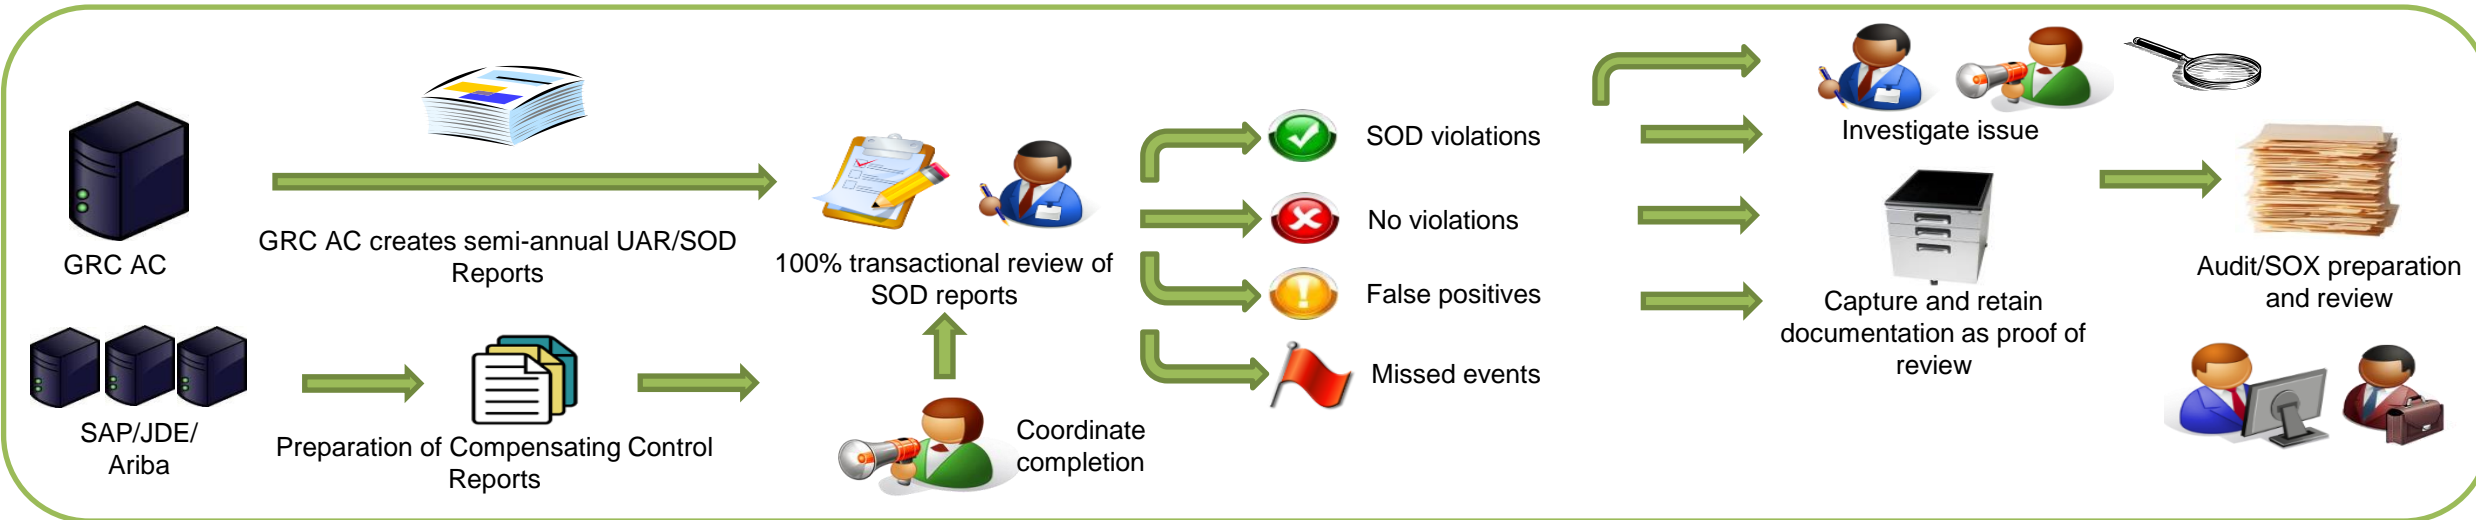 GRC AC
GRC AC creates semi-annual UAR/SOD
Reports
SAP/JDE/
Ariba
Preparation of Compensating Control
Reports
100% transactional review of
SOD reports
Coordinate
completion
SOD violations
No violations
False positives
Missed events
Investigate issue
Capture and retain
documentation as proof of
review
Audit/SOX preparation
and review